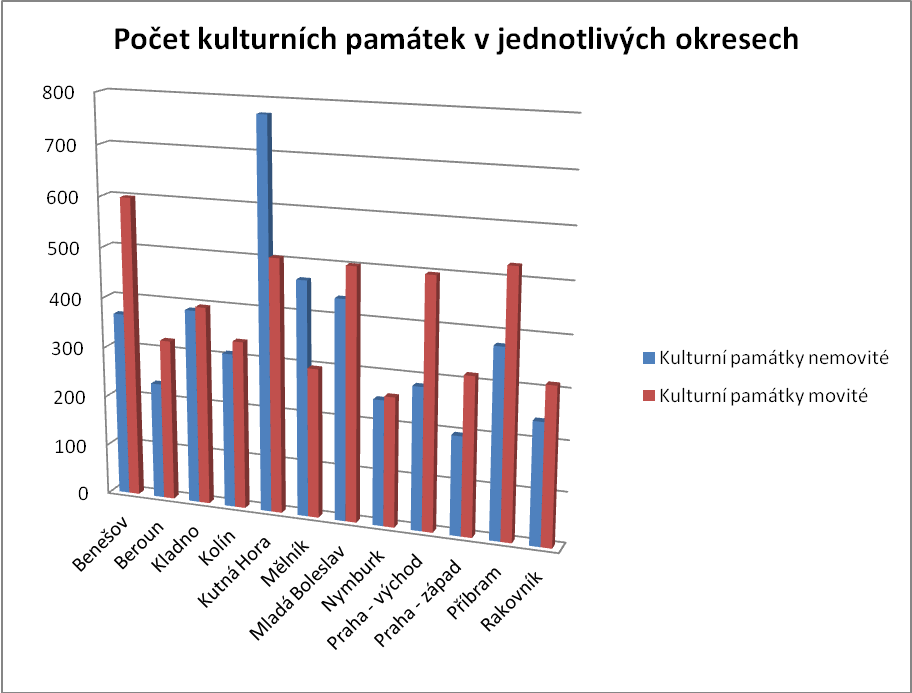 Počet kulturních památek v jednotlivých okresech
800
700
600
500
400
300
200
100
0
Benešov
Beroun
Kladno
Kolín
Kutná Hora
Mělník
Mladá Boleslav
Nymburk
Praha - východ
Praha - západ
Příbram
Rakovník
Kulturní památky nemovité
Kulturní památky movité